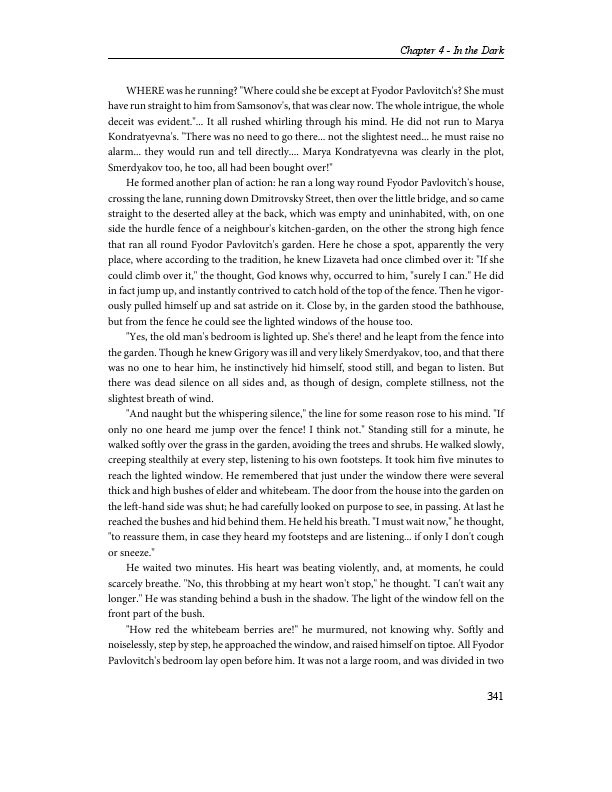 Chapter 4 - In the Dark
WHERE was he running? "Where could she be except at Fyodor Pavlovitch's? She must
have run straight to him from Samsonov's, that was clear now. The whole intrigue, the whole
deceit was evident."... It all rushed whirling through his mind. He did not run to Marya
Kondratyevna's. "There was no need to go there... not the slightest need... he must raise no
alarm... they would run and tell directly.... Marya Kondratyevna was clearly in the plot,
Smerdyakov too, he too, all had been bought over!"
He formed another plan of action: he ran a long way round Fyodor Pavlovitch's house,
crossing the lane, running down Dmitrovsky Street, then over the little bridge, and so came
straight to the deserted alley at the back, which was empty and uninhabited, with, on one
side the hurdle fence of a neighbour's kitchen-garden, on the other the strong high fence
that ran all round Fyodor Pavlovitch's garden. Here he chose a spot, apparently the very
place, where according to the tradition, he knew Lizaveta had once climbed over it: "If she
could climb over it," the thought, God knows why, occurred to him, "surely I can." He did
in fact jump up, and instantly contrived to catch hold of the top of the fence. Then he vigor-
ously pulled himself up and sat astride on it. Close by, in the garden stood the bathhouse,
but from the fence he could see the lighted windows of the house too.
"Yes, the old man's bedroom is lighted up. She's there! and he leapt from the fence into
the garden. Though he knew Grigory was ill and very likely Smerdyakov, too, and that there
was no one to hear him, he instinctively hid himself, stood still, and began to listen. But
there was dead silence on all sides and, as though of design, complete stillness, not the
slightest breath of wind.
"And naught but the whispering silence," the line for some reason rose to his mind. "If
only no one heard me jump over the fence! I think not." Standing still for a minute, he
walked softly over the grass in the garden, avoiding the trees and shrubs. He walked slowly,
creeping stealthily at every step, listening to his own footsteps. It took him five minutes to
reach the lighted window. He remembered that just under the window there were several
thick and high bushes of elder and whitebeam. The door from the house into the garden on
the left-hand side was shut; he had carefully looked on purpose to see, in passing. At last he
reached the bushes and hid behind them. He held his breath. "I must wait now," he thought,
"to reassure them, in case they heard my footsteps and are listening... if only I don't cough
or sneeze."
He waited two minutes. His heart was beating violently, and, at moments, he could
scarcely breathe. "No, this throbbing at my heart won't stop," he thought. "I can't wait any
longer." He was standing behind a bush in the shadow. The light of the window fell on the
front part of the bush.
"How red the whitebeam berries are!" he murmured, not knowing why. Softly and
noiselessly, step by step, he approached the window, and raised himself on tiptoe. All Fyodor
Pavlovitch's bedroom lay open before him. It was not a large room, and was divided in two
341